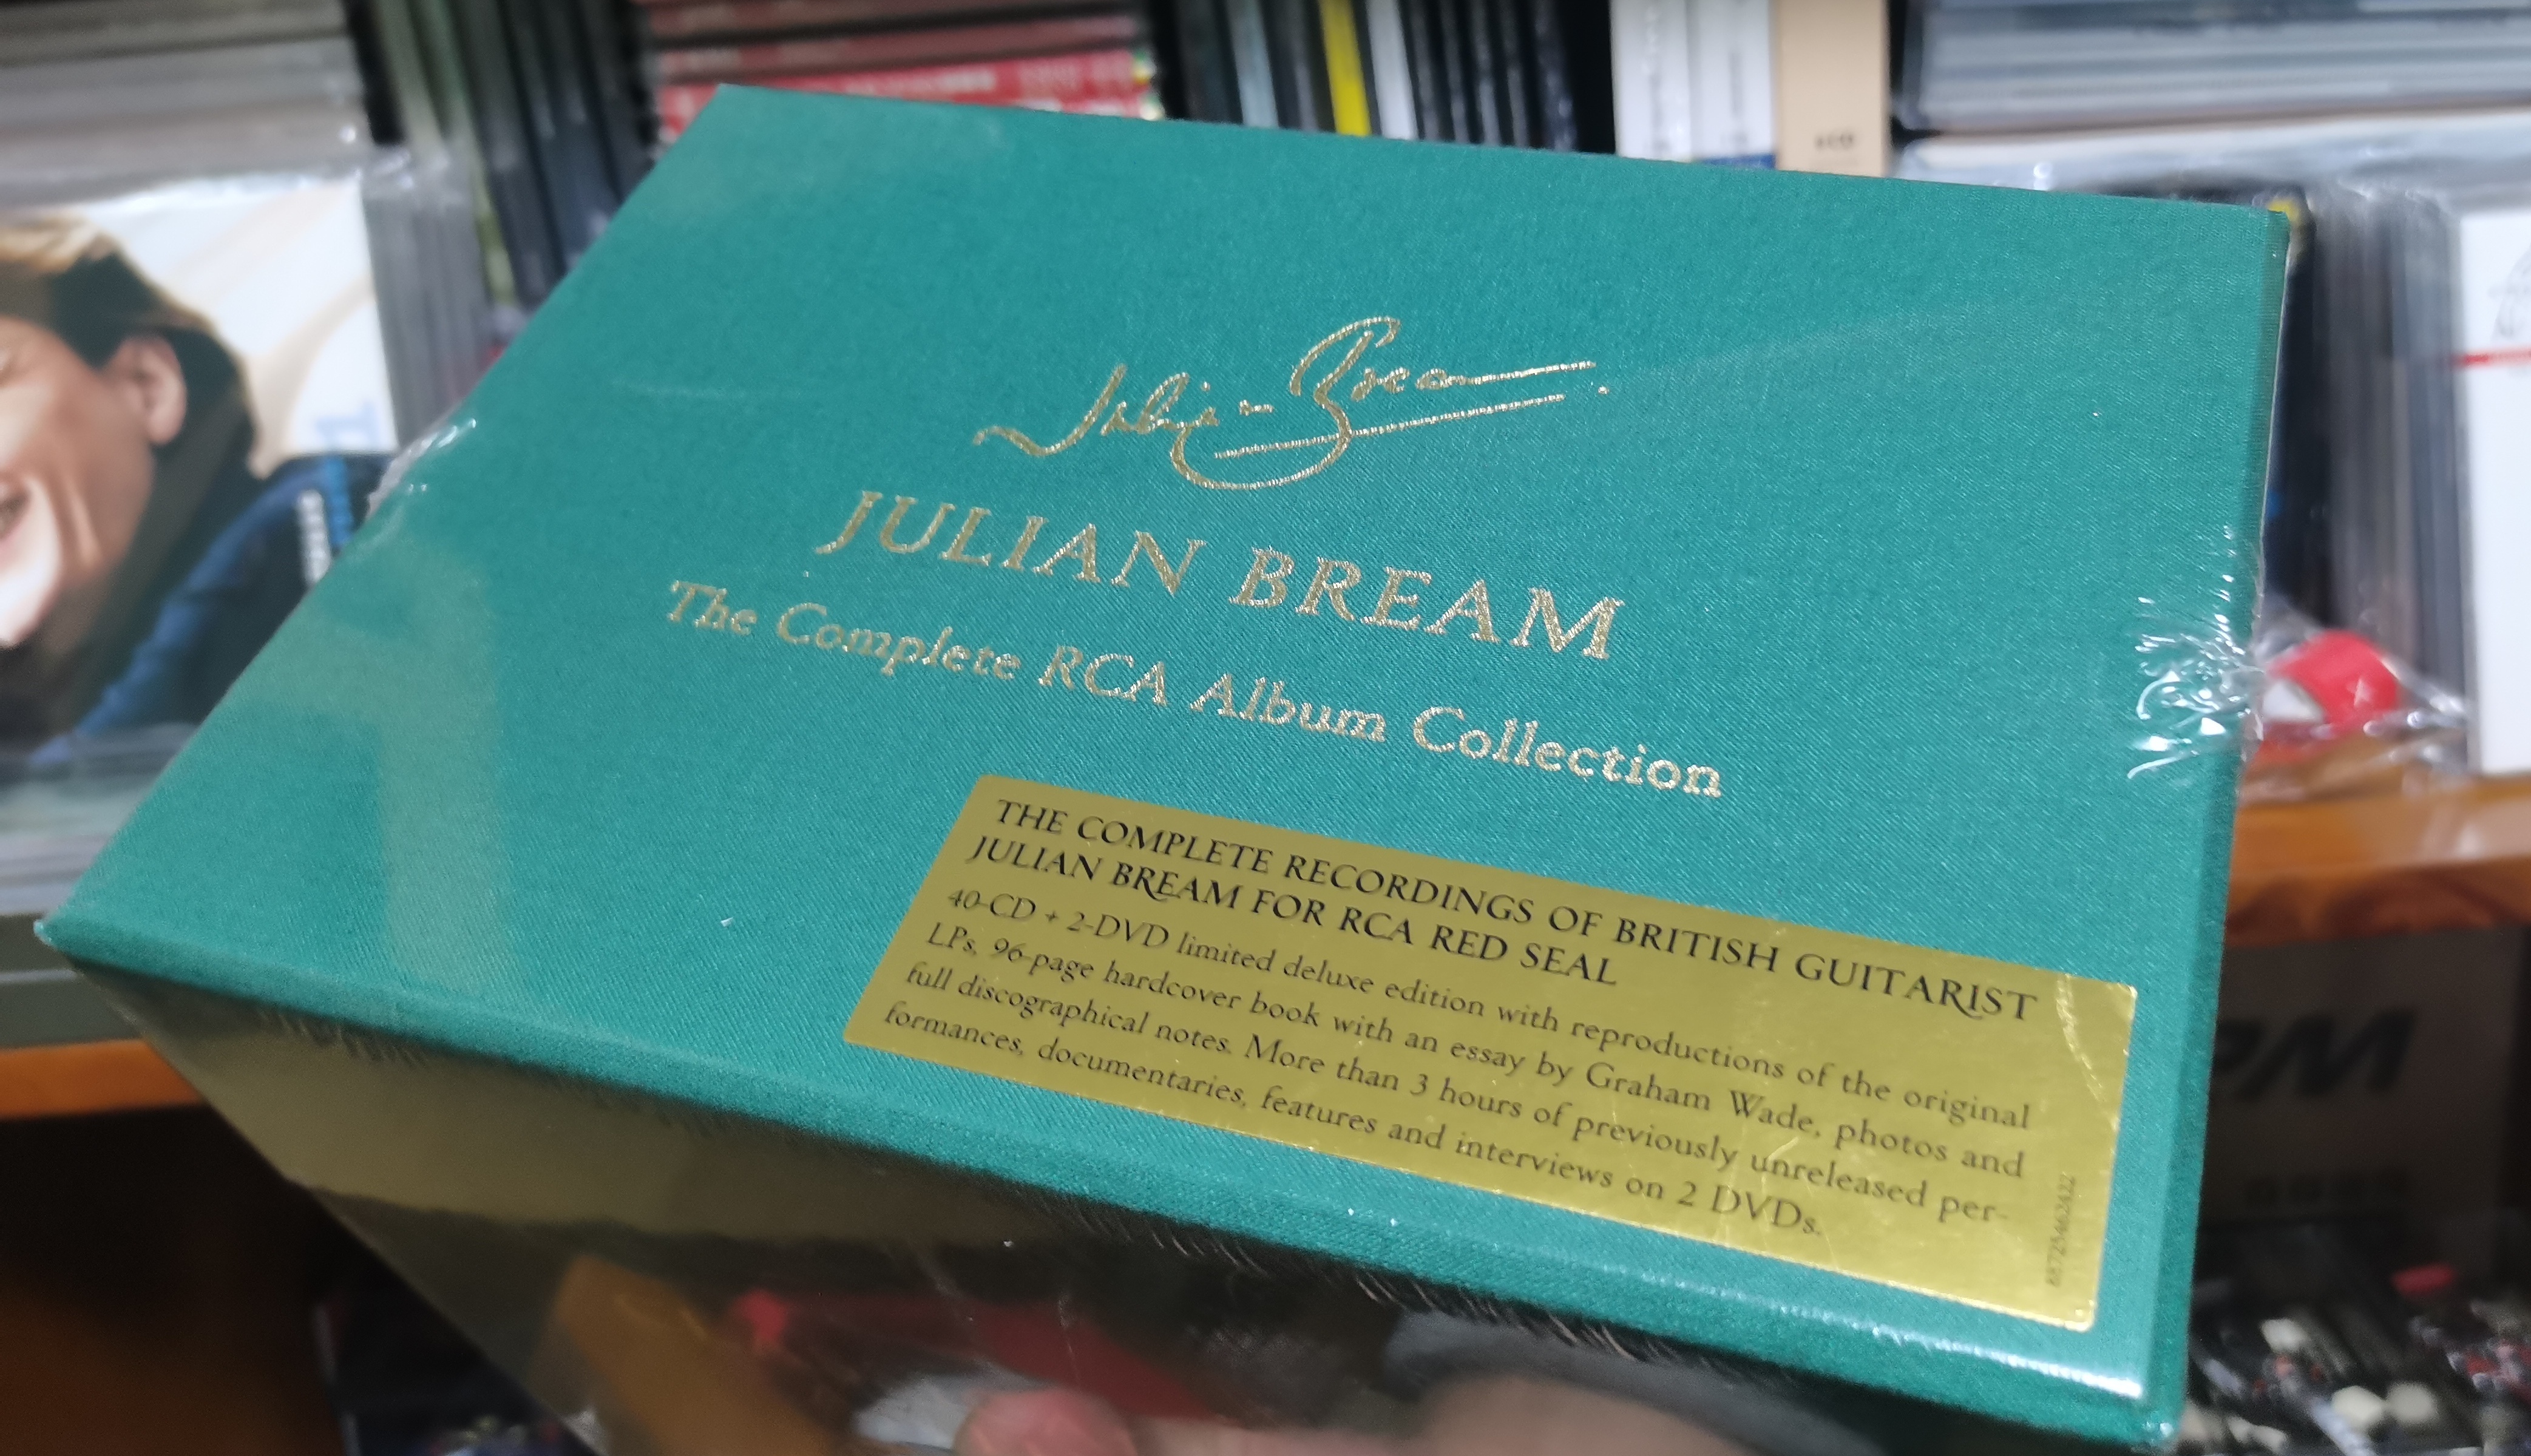 Julian Bream
JULIAN BREAM
The Complete RCA Album Collection
THE COMPLETE RECORDINGS OF BRITISH GUITARIST
JULIAN BREAM FOR RCA RED SEAL
40-CD + 2-DVD limited deluxe edition with reproductions of the original
LPs, 96-page hardcover book with an essay by Graham Wade, photos and
full discographical notes. More than 3 hours of previously unreleased per-
formances, documentaries, features and interviews on 2 DVDs.